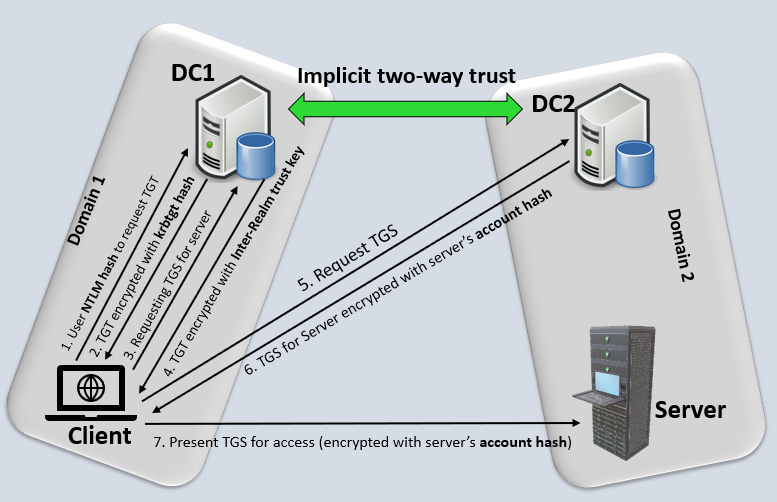 Implicit two-way trust
DC1
DC2
Domain 1
Domain 2
1. User NTLM hash to request TGT
2. TGT encrypted with krbtgt hash
3. Requesting TGS for server
4. TGT encrypted with Inter-Realm trust key
5. Request TGS
6. TGS for Server encrypted with server's account hash
Client
Server
7. Present TGS for access (encrypted with server's account hash)